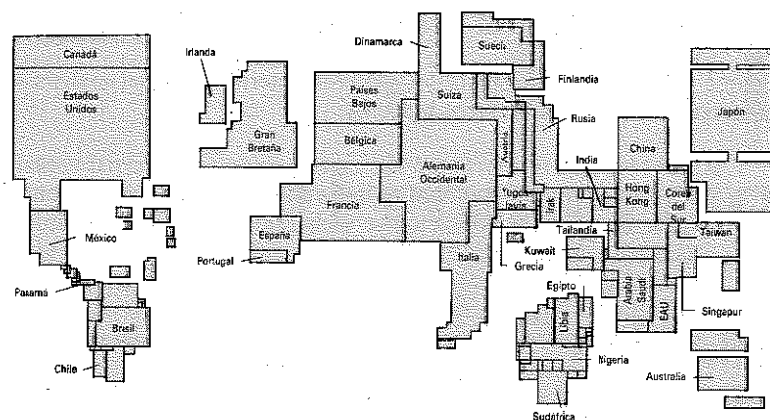 Canadá
Estados
Unidos
México
Panamá
Brasil
Chile
Irlanda
Gran
Bretaña
Dinamarca
Países
Bajos
Bélgica
Francia
España
Portugal
Suiza
Alemania
Occidental
Austria
Italia
Grecia
Suecia
Finlandia
Rusia
India
Irak
Tailandia
Kuwait
Egipto
Libia
Nigeria
Sudáfrica
China
Hong
Kong
Corea
del
Sur
Taiwan
Arabia
Saudí
EAU
Singapur
Japón
Australia